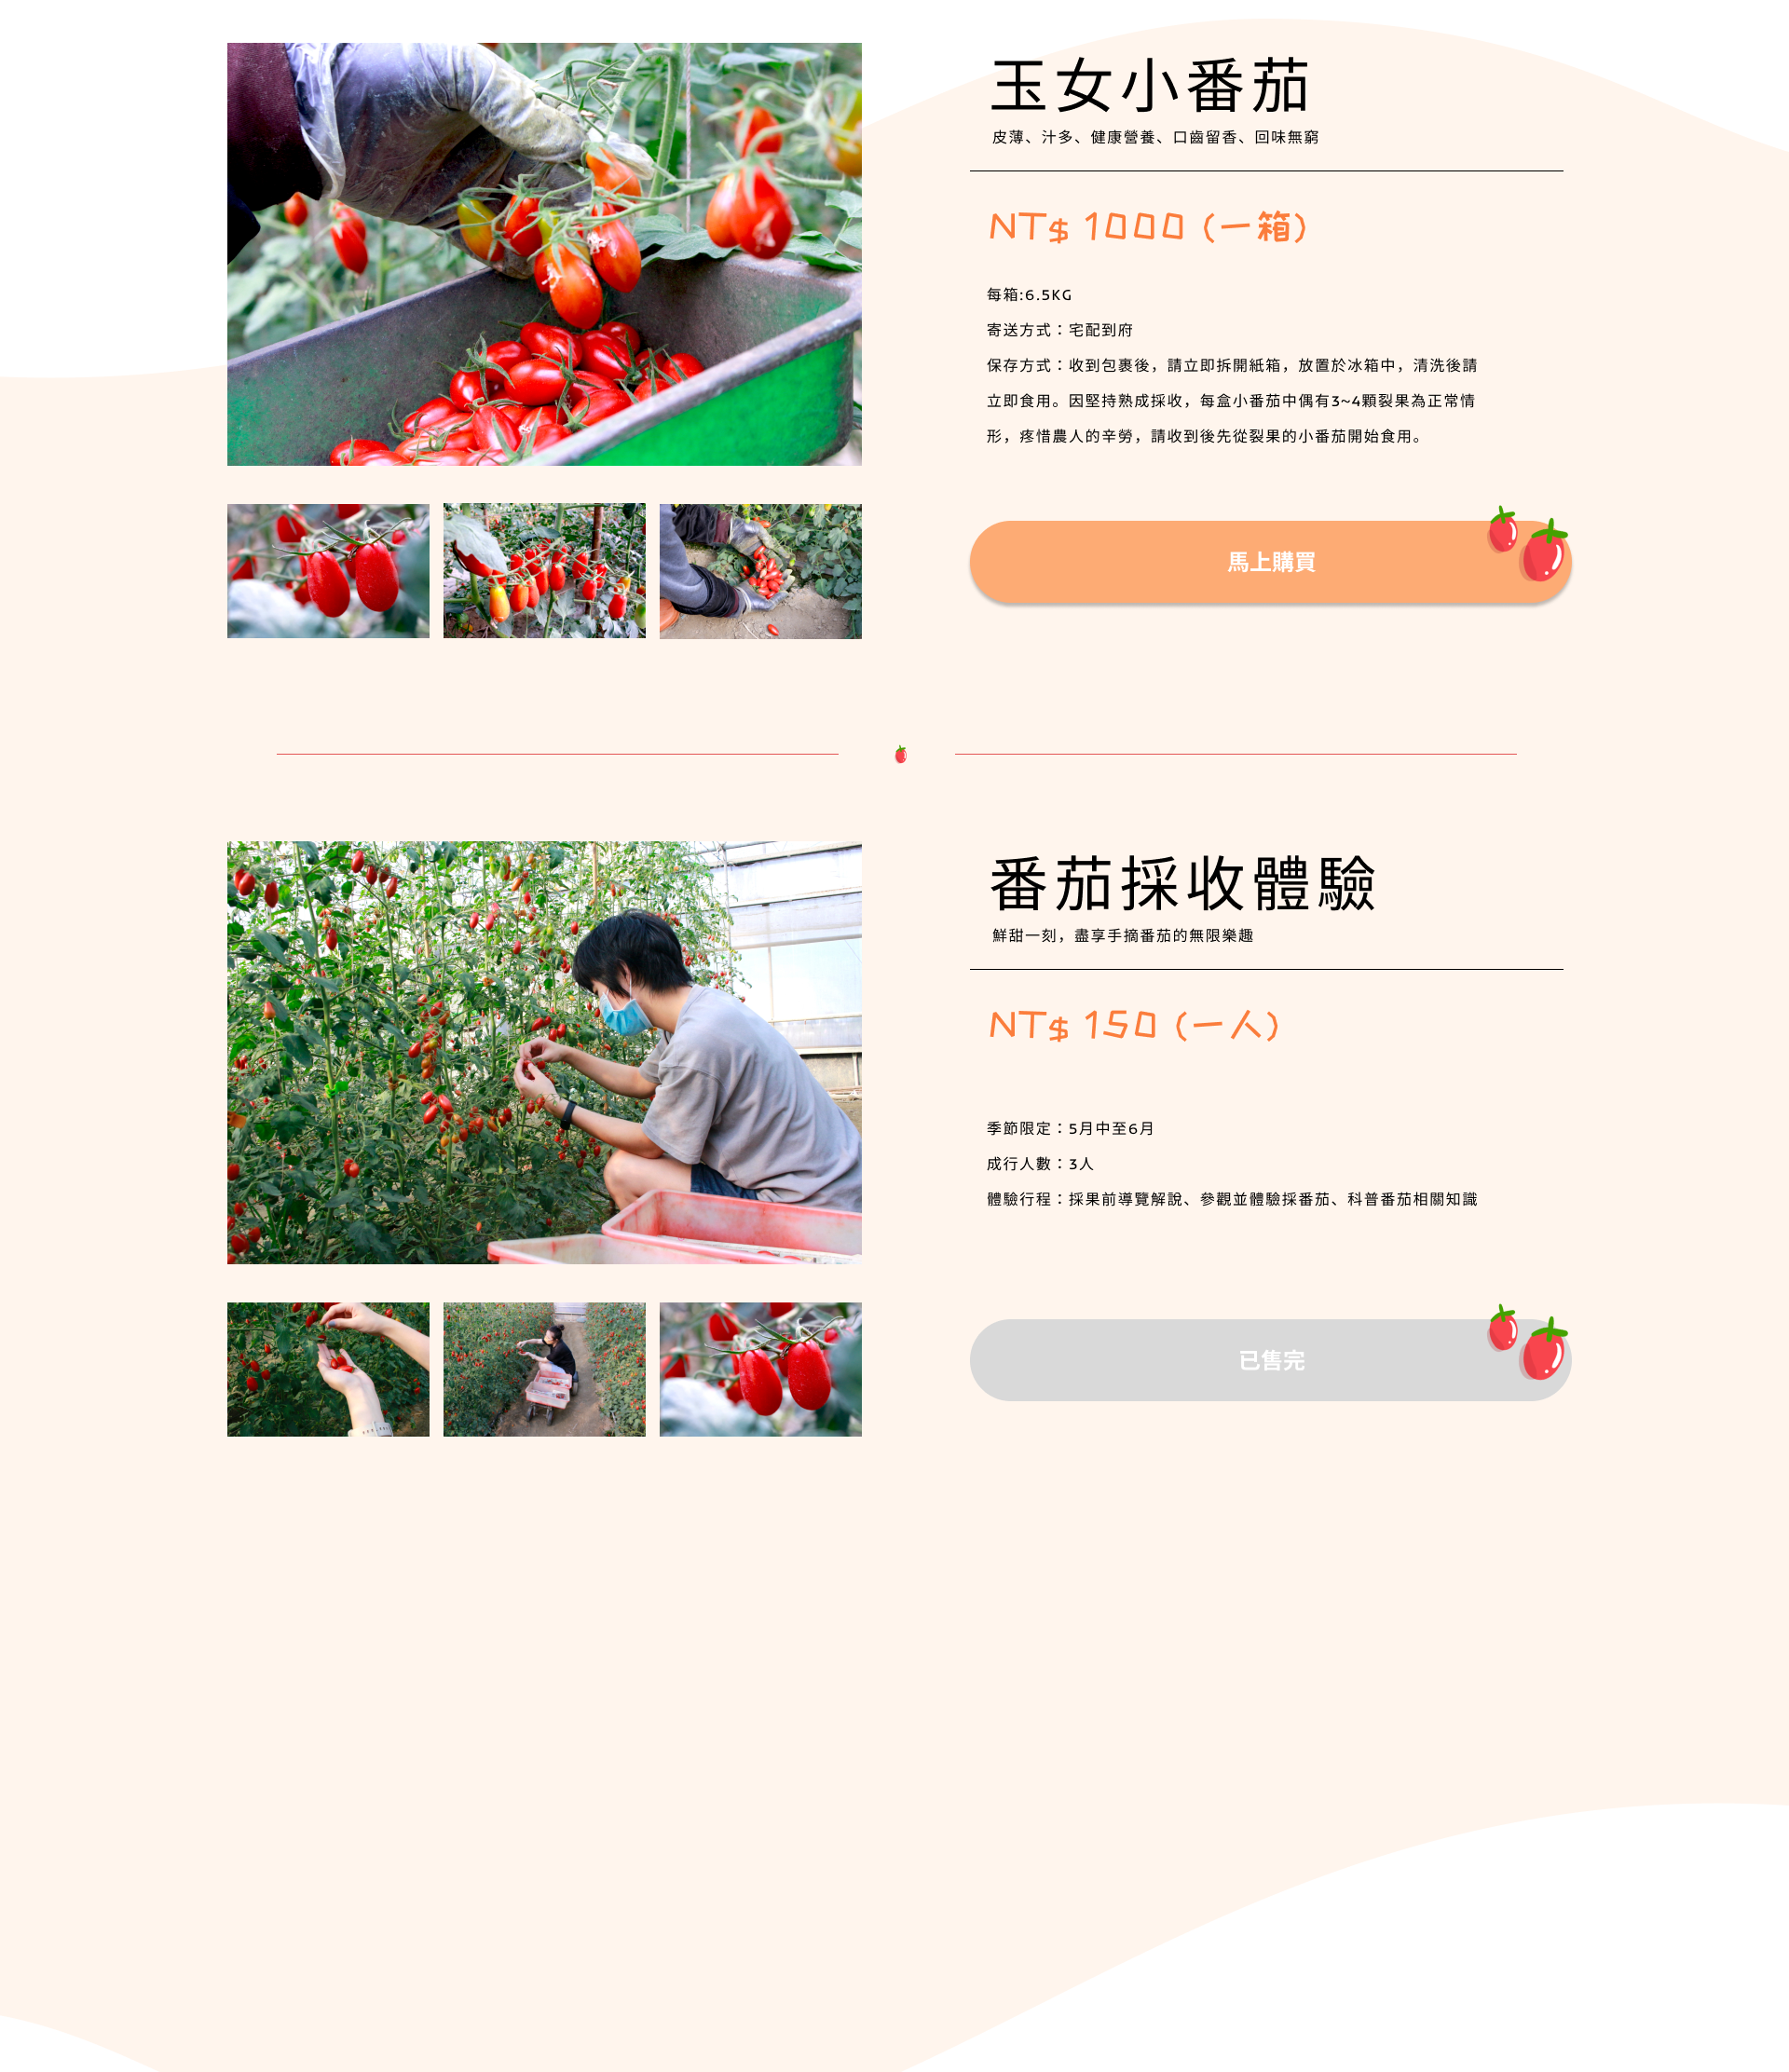 玉女小番茄
皮薄、汁多、健康營養、口齒留香、回味無窮
NT$ 1000 (一箱)
每箱:6.5KG
寄送方式：宅配到府
保存方式：收到包裹後，請立即拆開紙箱，放置於冰箱中，清洗後請
立即食用。因堅持熟成採收，每盒小番茄中偶有3~4顆裂果為正常情
形，疼惜農人的辛勞，請收到後先從裂果的小番茄開始食用。
馬上購買
番茄採收體驗
鮮甜一刻，盡享手摘番茄的無限樂趣
NT$ 150 (一人)
季節限定：5月中至6月
成行人數：3人
體驗行程：採果前導覽解說、參觀並體驗採番茄、科普番茄相關知識
已售完